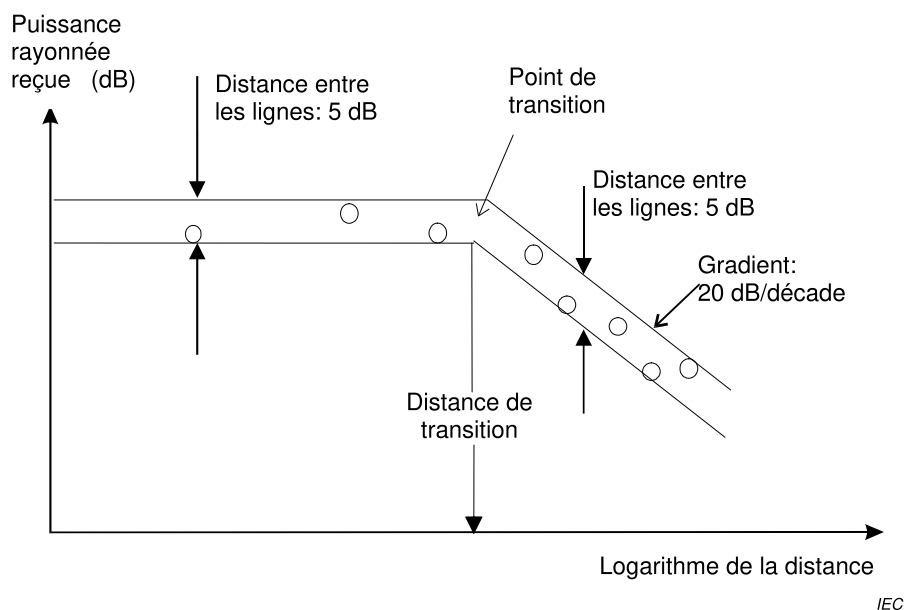 Puissance
rayonnée
reçue (dB)
Distance entre
les lignes: 5 dB
Point de
transition
Distance entre
les lignes: 5 dB
Gradient:
20 dB/décade
Distance de
transition
Logarithme de la distance
IEC